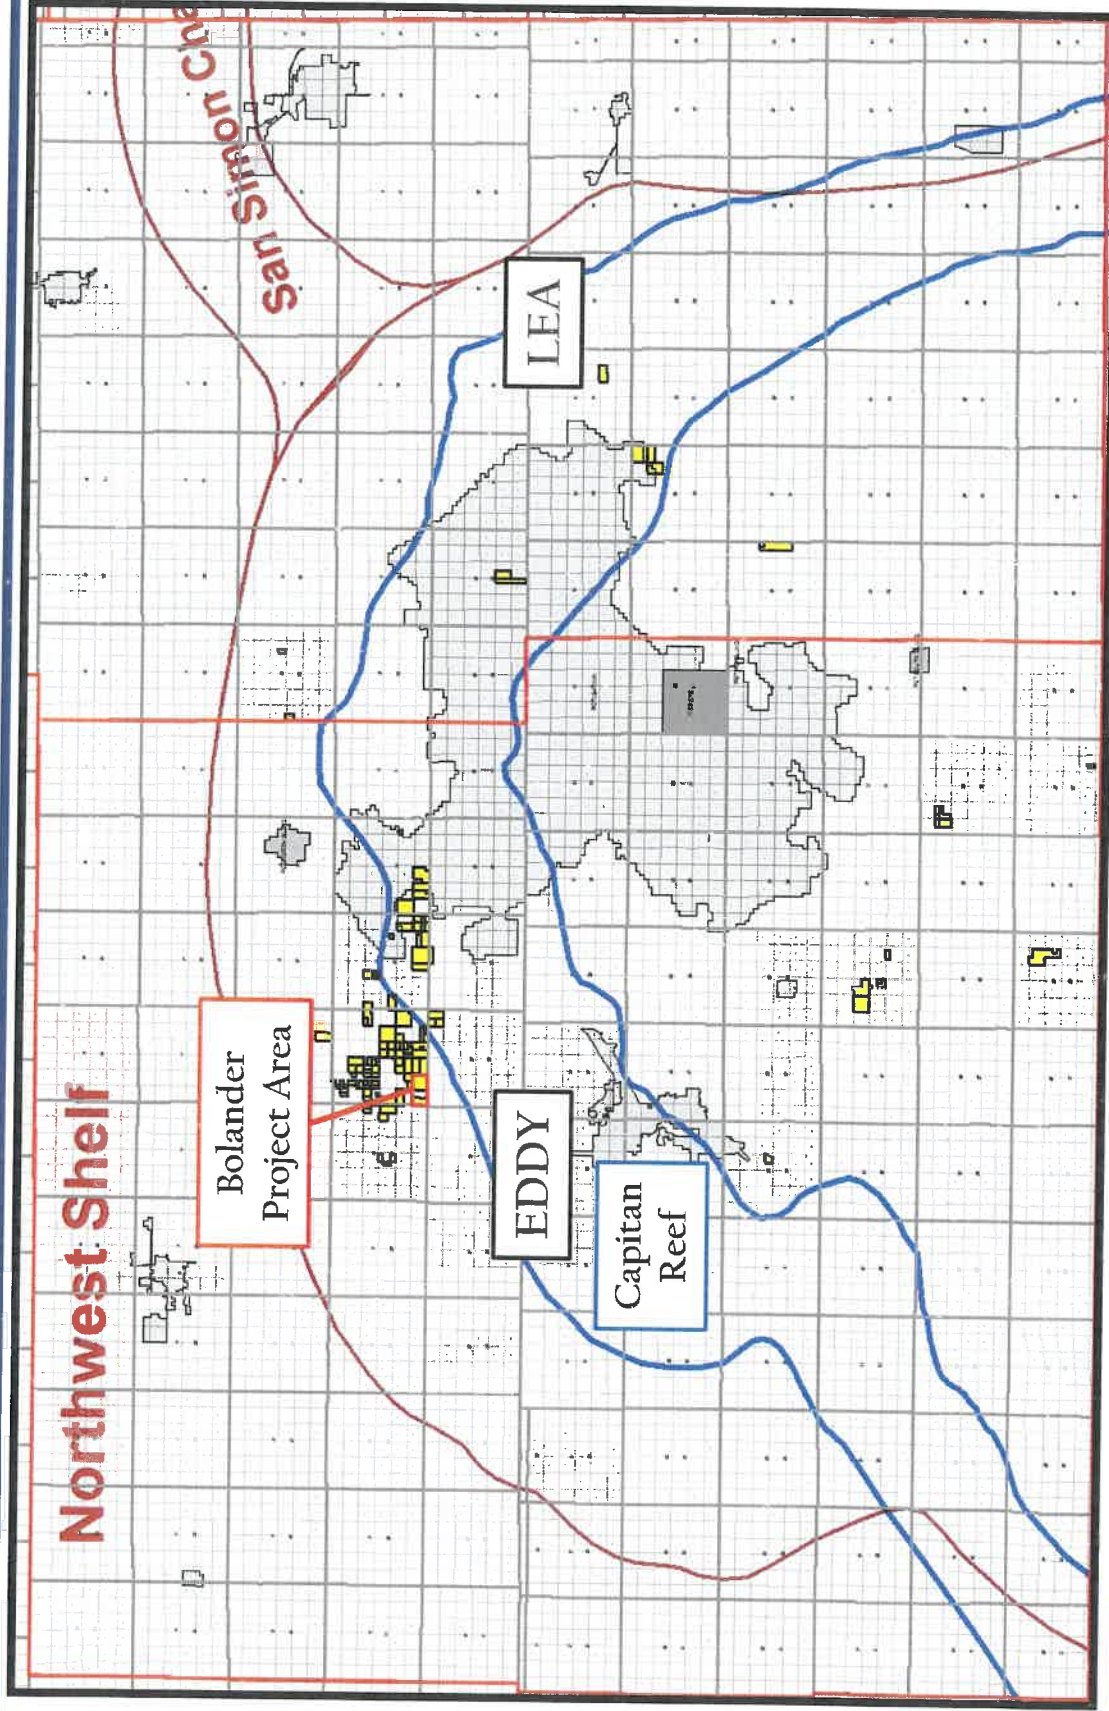 Northwest Shelf
San Simon Cha
Bolander
Project Area
LEA
EDDY
Capitan
Reef